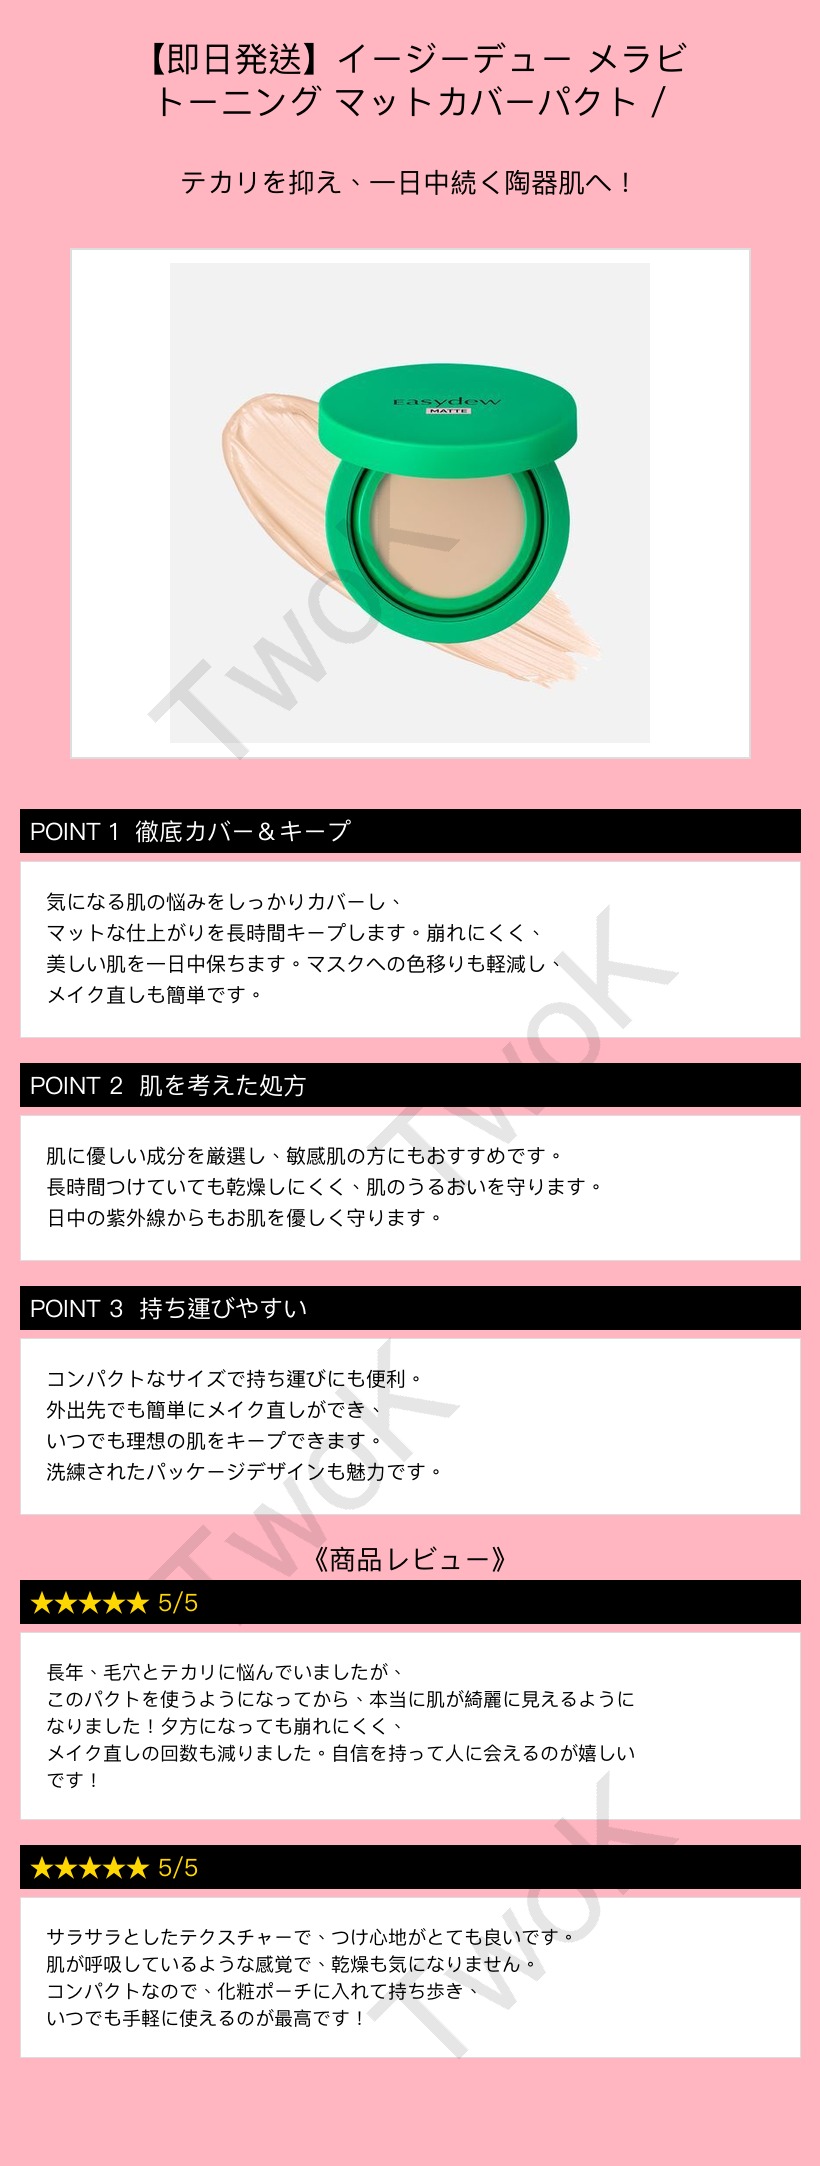 【即日発送】イージーデュー メラビ
トーニング マットカバーパクト /
テカリを抑え、一日中続く陶器肌へ！
Easydew
MATTE
TwoK
POINT 1 徹底カバー＆キープ
気になる肌の悩みをしっかりカバーし、
マットな仕上がりを長時間キープします。崩れにくく、
美しい肌を一日中保ちます。マスクへの色移りも軽減し、
メイク直しも簡単です。
TwoK
POINT 2 肌を考えた処方
肌に優しい成分を厳選し、敏感肌の方にもおすすめです。
長時間つけていても乾燥しにくく、肌のうるおいを守ります。
日中の紫外線からもお肌を優しく守ります。
POINT 3 持ち運びやすい
コンパクトなサイズで持ち運びにも便利。
外出先でも簡単にメイク直しができ、
いつでも理想の肌をキープできます。
洗練されたパッケージデザインも魅力です。
TwoK
《商品レビュー》
★★★★★ 5/5
長年、毛穴とテカリに悩んでいましたが、
このパクトを使うようになってから、本当に肌が綺麗に見えるように
なりました！夕方になっても崩れにくく、
メイク直しの回数も減りました。自信を持って人に会えるのが嬉しい
です！
★★★★★ 5/5
サラサラとしたテクスチャーで、つけ心地がとても良いです。
肌が呼吸しているような感覚で、乾燥も気になりません。
コンパクトなので、化粧ポーチに入れて持ち歩き、
いつでも手軽に使えるのが最高です！
TwoK